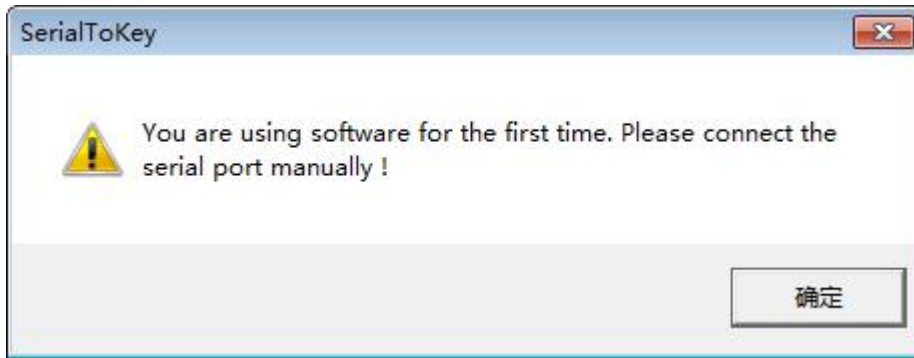 SerialToKey
You are using software for the first time. Please connect the
serial port manually !
确定